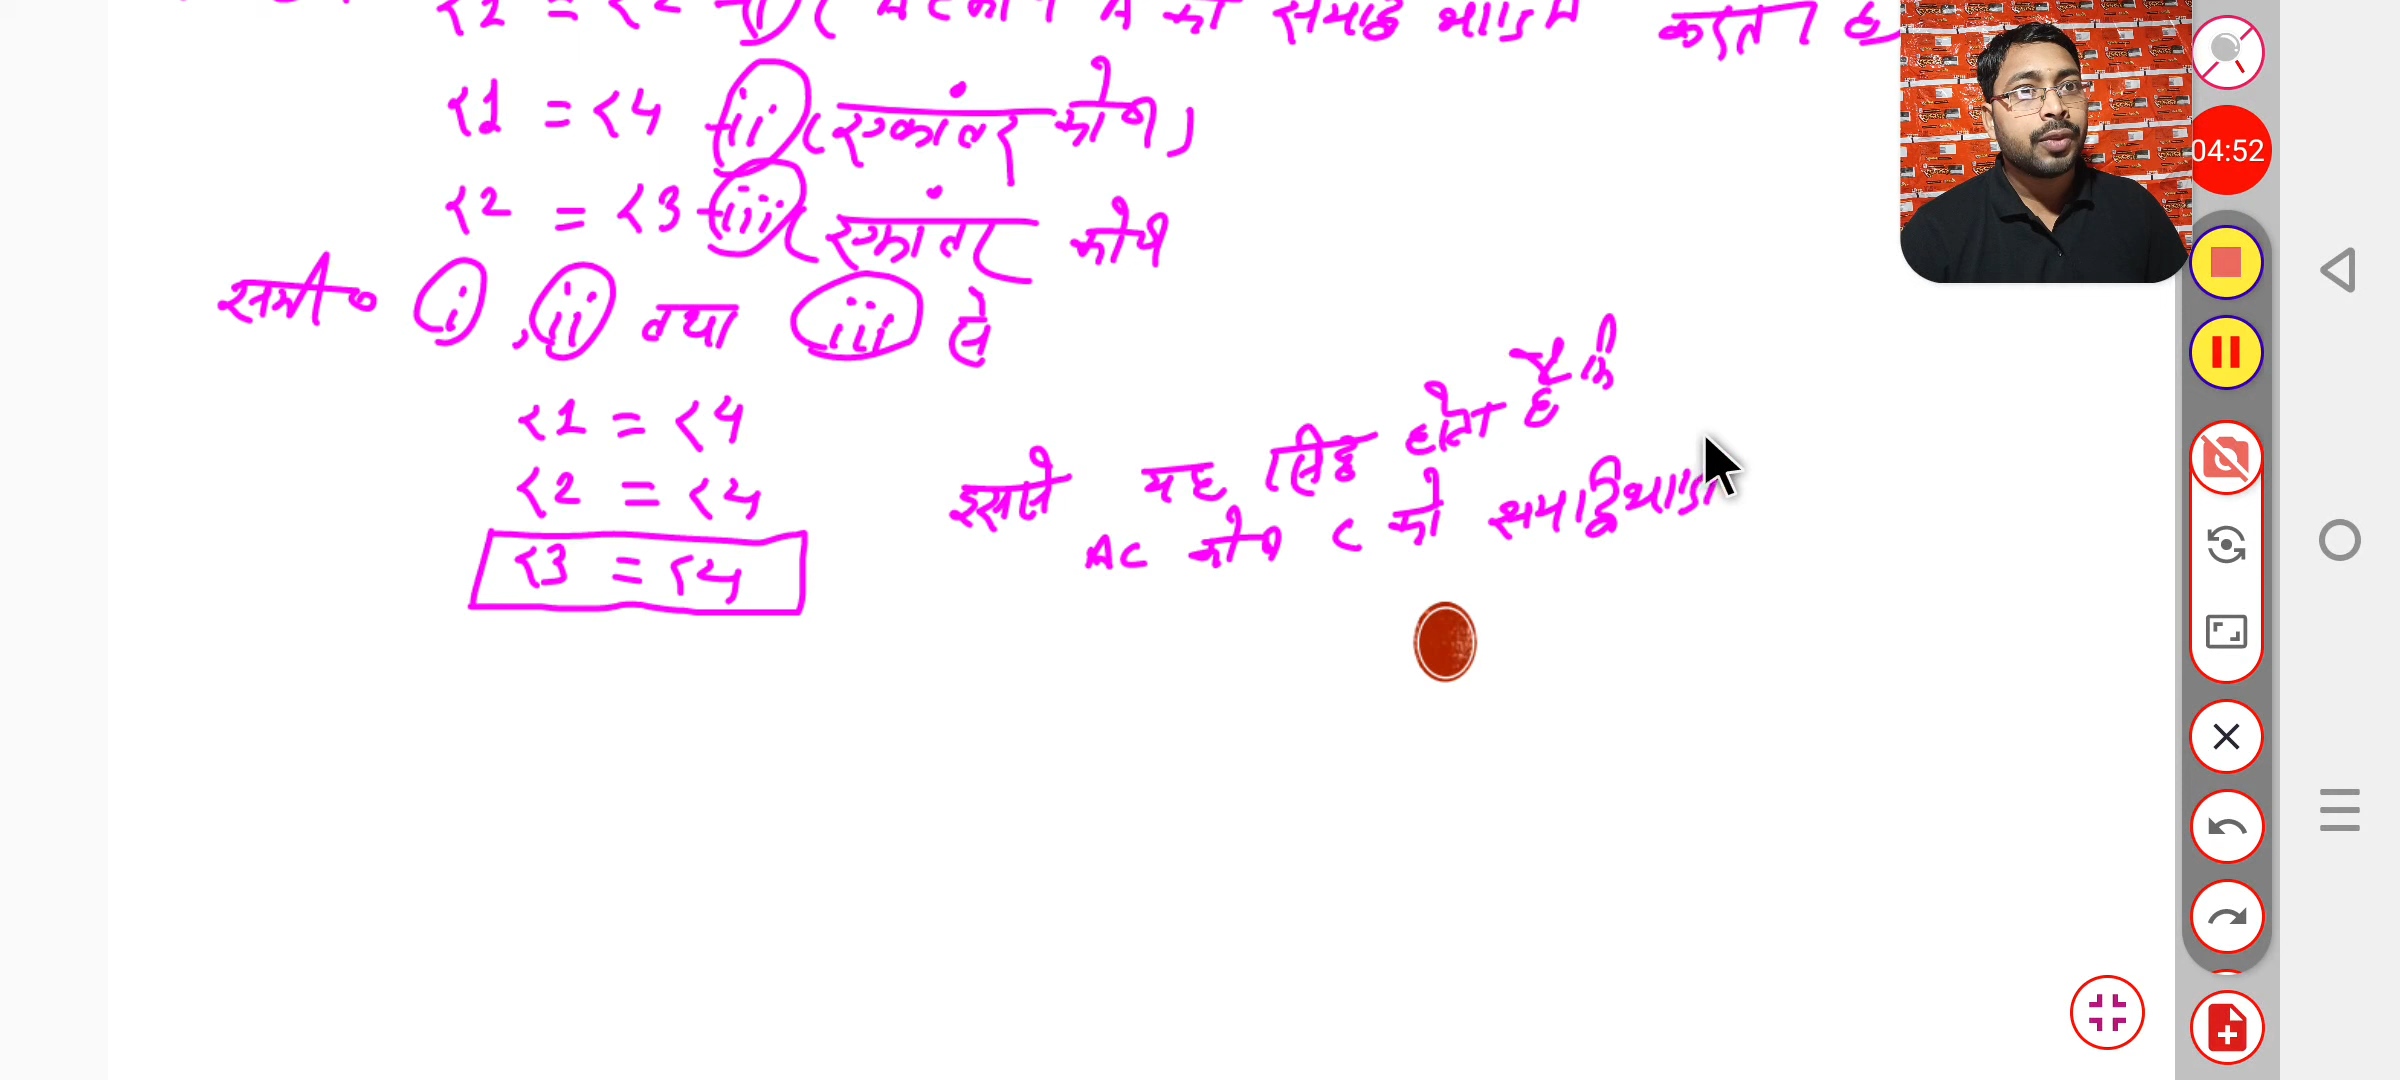 ∠1 = ∠4 -ii (एकांतर कोण)
∠2 = ∠3 -iii (एकांतर कोण
समी० i, ii तथा iii से
∠1 = ∠4
∠2 = ∠4
∠3 = ∠4
इससे यह सिद्ध होता है कि
AC कोण C को समद्विभाजि
04:52